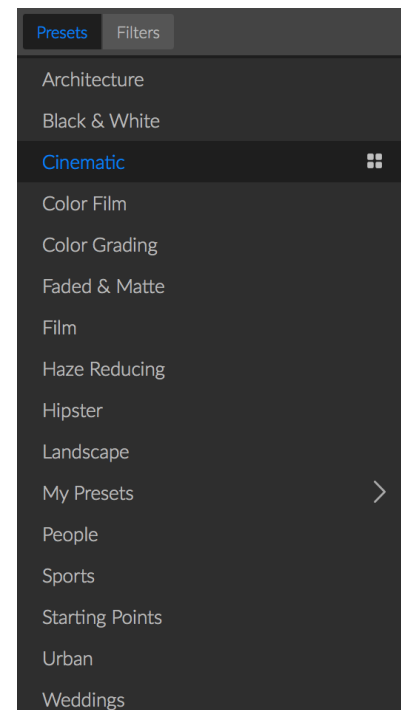 Presets Filters
Architecture
Black & White
Cinematic
Color Film
Color Grading
Faded & Matte
Film
Haze Reducing
Hipster
Landscape
My Presets
People
Sports
Starting Points
Urban
Weddings